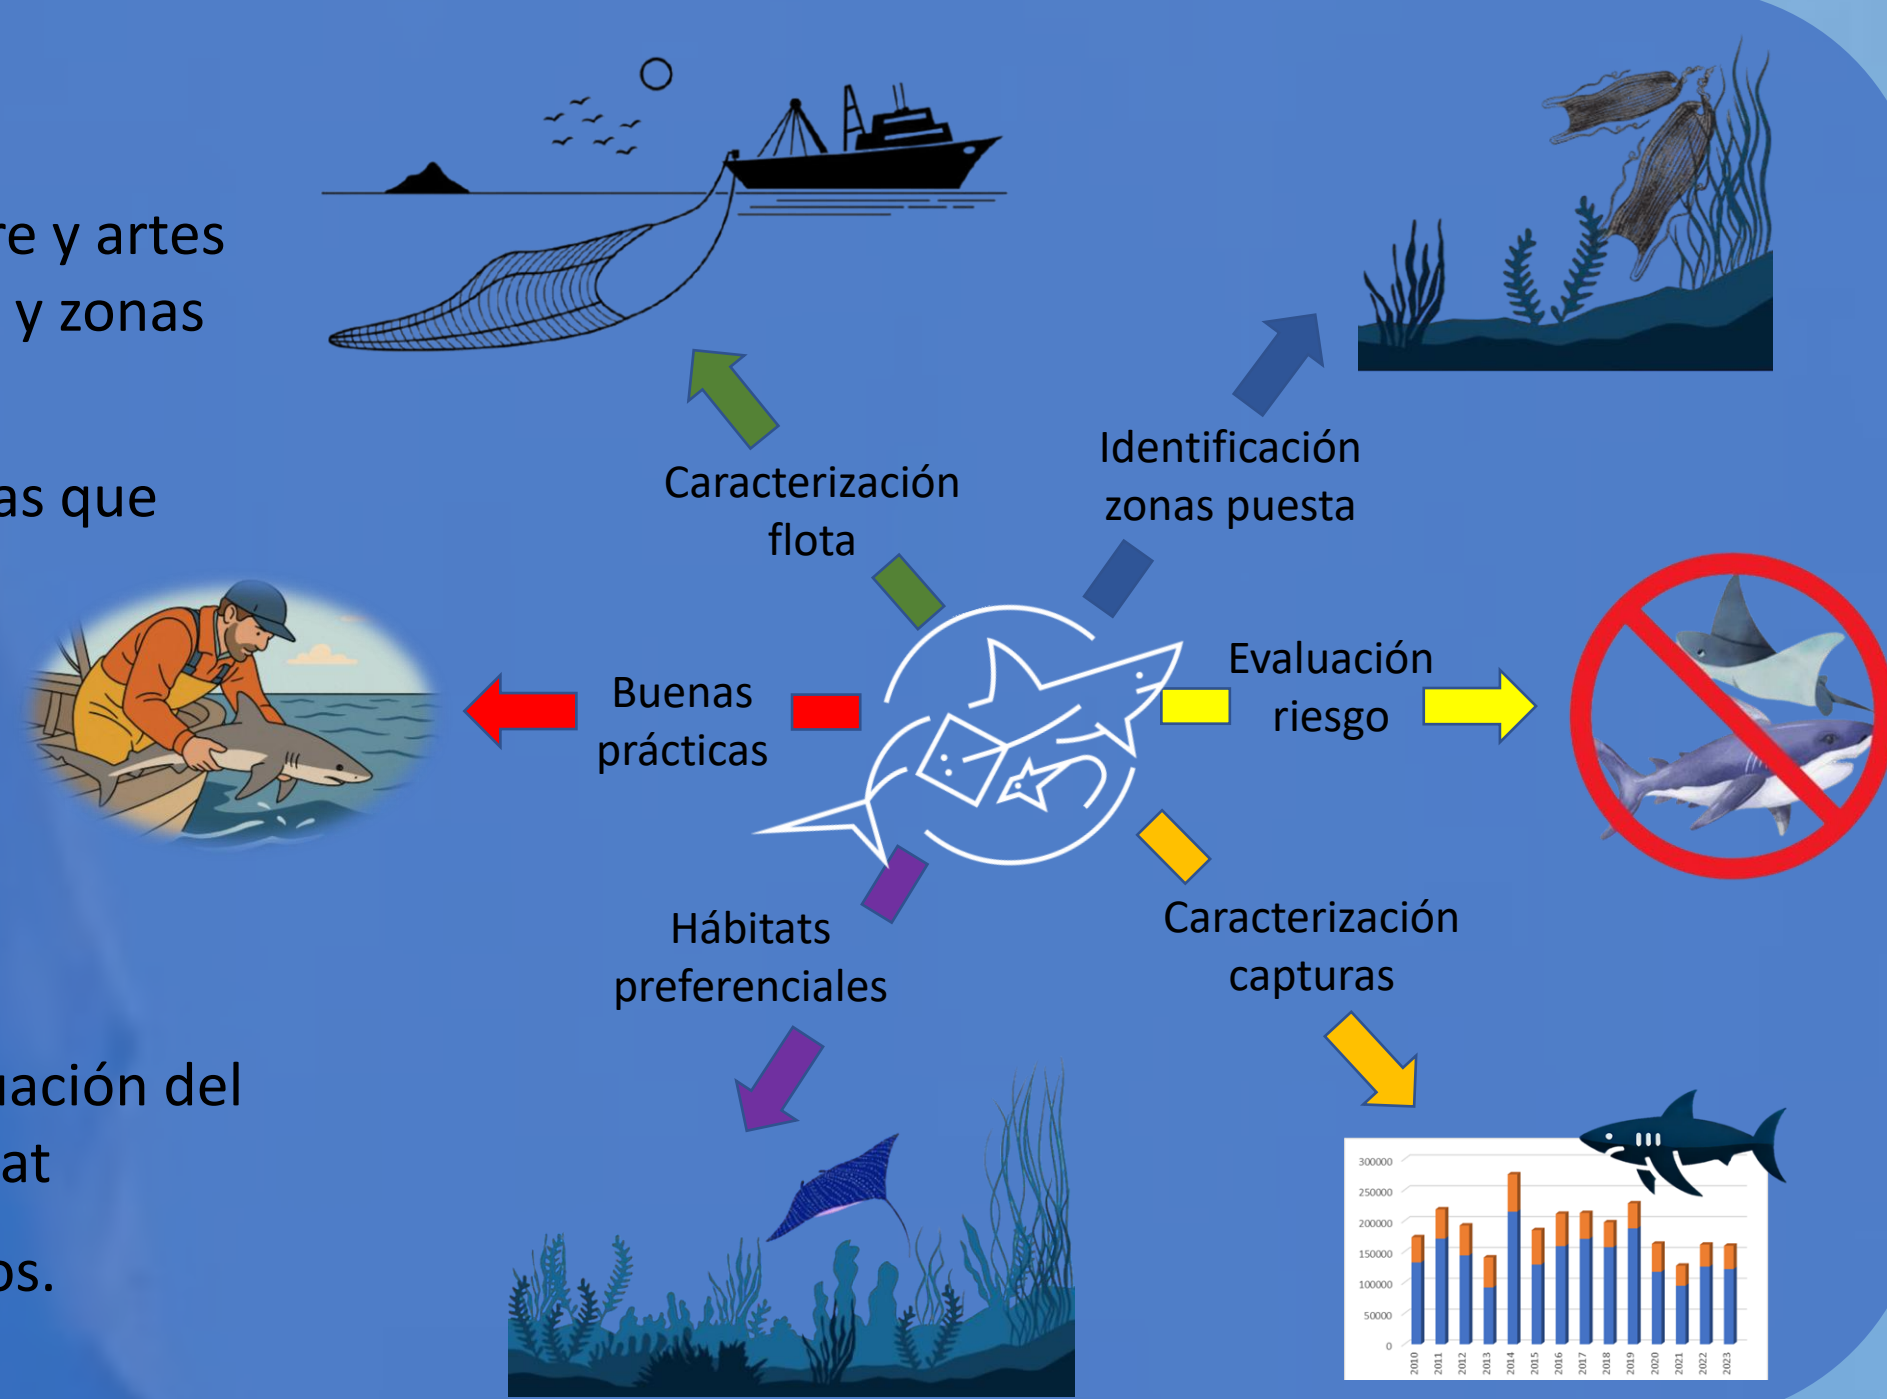 re y artes
y zonas
as que
uación del
at
os.
Caracterización
flota
Identificación
zonas puesta
Buenas
prácticas
Evaluación
riesgo
Hábitats
preferenciales
Caracterización
capturas
300000
250000
200000
150000
100000
50000
0
2010
2011
2012
2013
2014
2015
2016
2017
2018
2019
2020
2021
2022
2023